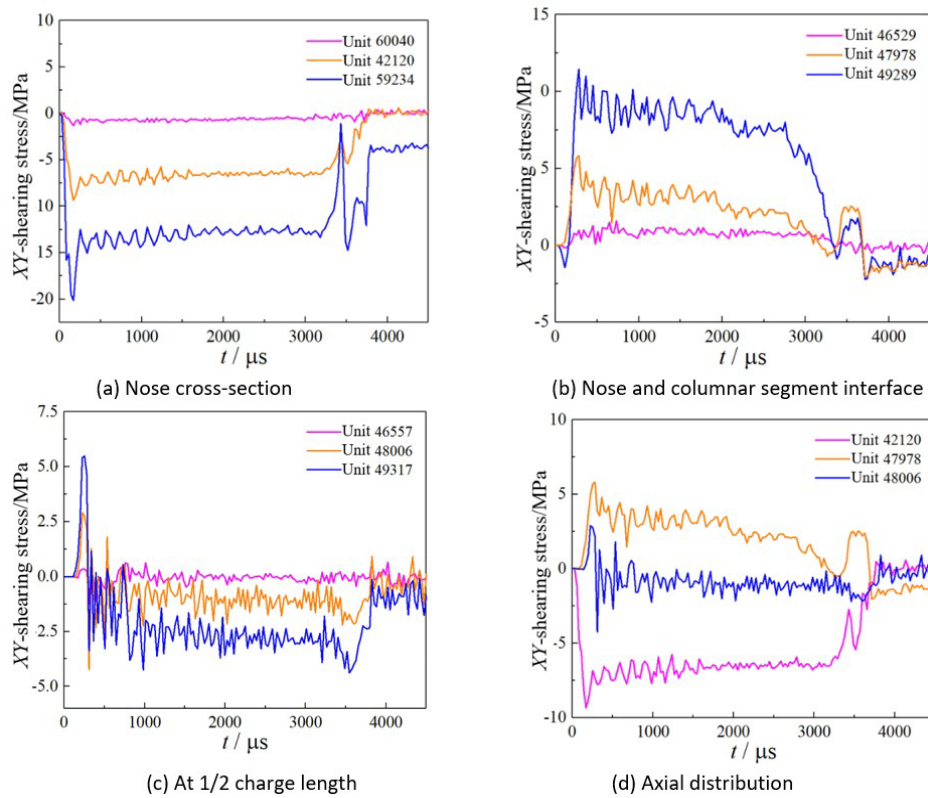 XY-shearing stress/MPa
10
5
0
-5
-10
-15
-20
Unit 60040
Unit 42120
Unit 59234
0
1000
2000
3000
4000
t / μs
(a) Nose cross-section
XY-shearing stress/MPa
0
5
0
-5
Unit 46529
Unit 47978
Unit 49289
0
1000
2000
3000
4000
t / μs
(b) Nose and columnar segment interface
XY-shearing stress/MPa
7.5
5.0
2.5
0.0
-2.5
5.0
Unit 46557
Unit 48006
Unit 49317
0
1000
2000
3000
4000
t / μs
(c) At 1/2 charge length
XY-shearing stress/MPa
10
5
0
-5
-10
Unit 42120
Unit 47978
Unit 48006
0
1000
2000
3000
4000
t / μs
(d) Axial distribution